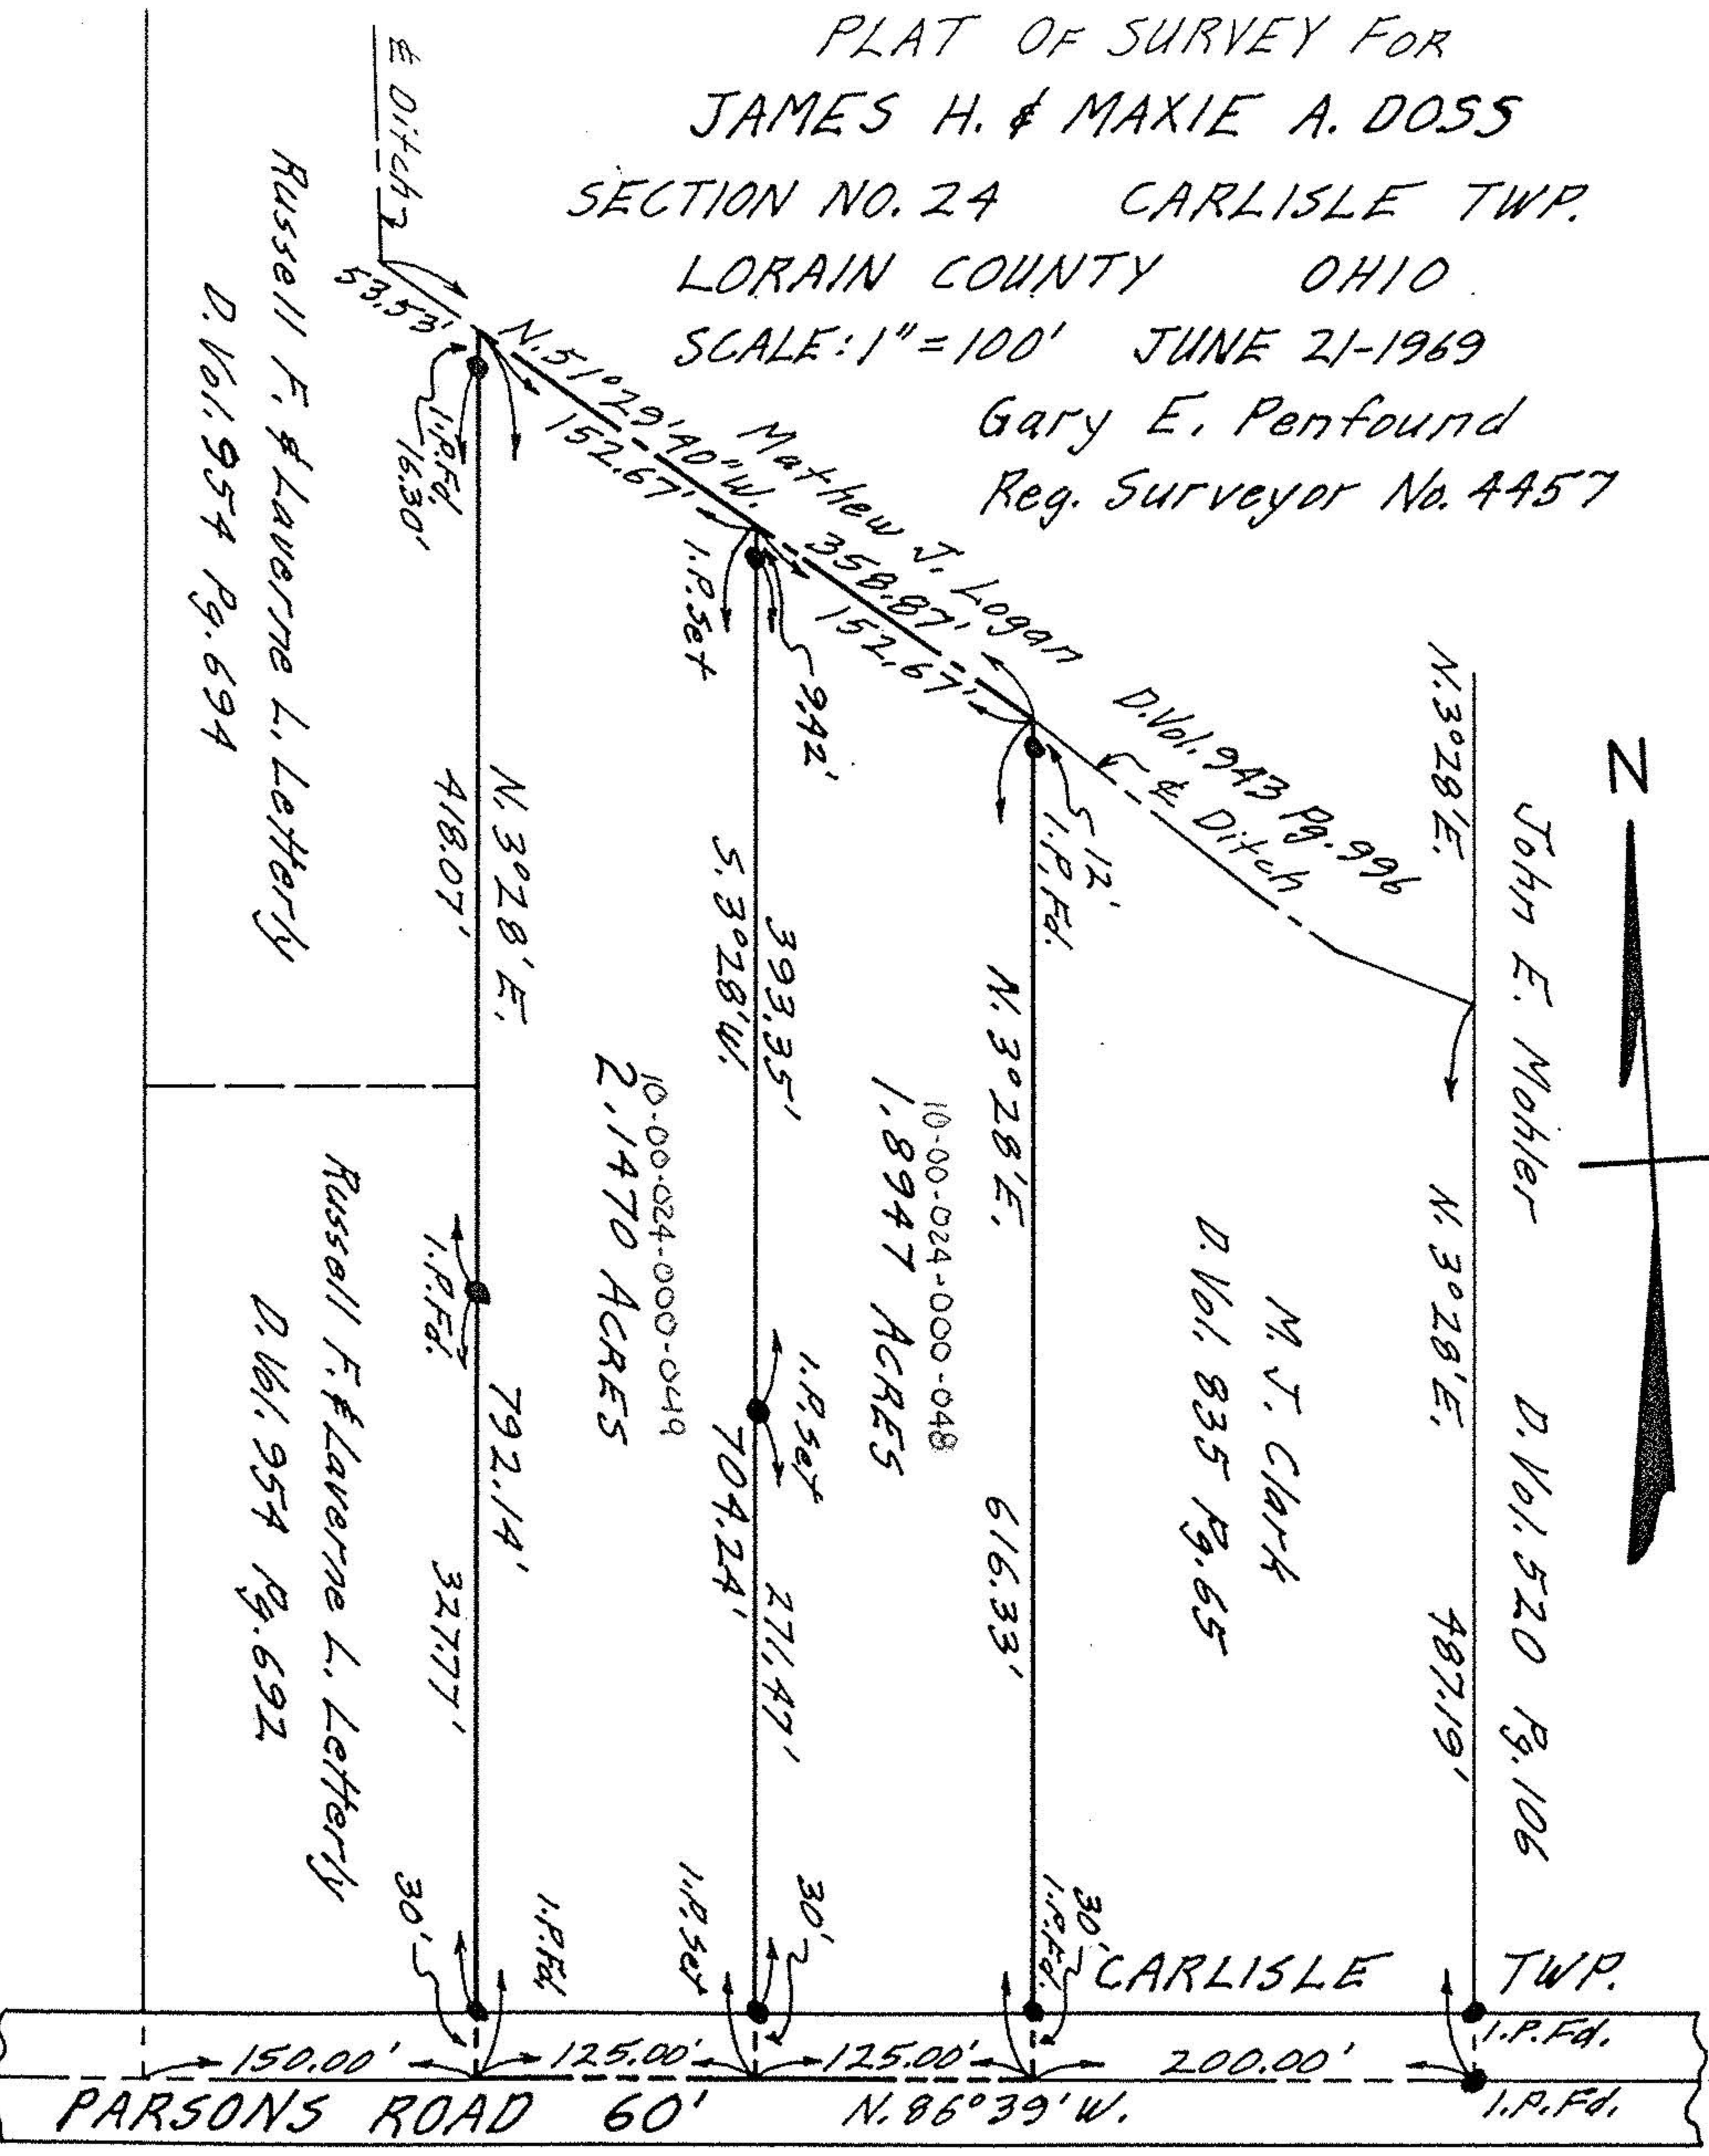 PLAT OF SURVEY FOR
JAMES H. & MAXIE A. DOSS
SECTION NO. 24 CARLISLE TWP.
LORAIN COUNTY OHIO
SCALE: 1" = 100' JUNE 21-1969
Gary E. Penfound
Reg. Surveyor No. 4457
℄ Ditch
53.53'
N.51°29'40"W.
152.67'
Mathew J. Logan
358.87'
152.67'
D.Vol. 943 Pg. 996
℄ Ditch
I.P.Fd.
16.30'
I.P.Set
9.42'
5.12'
I.P.Fd.
N.3°28'E.
N
John E. Mohler
D.Vol. 520 Pg. 106
N. 3°28'E.
487.19'
Russell F. & Laverne L. Letterly
D.Vol. 954 Pg. 694
N. 3°28'E.
418.07'
393.35'
S. 3°28'W.
N. 3°28'E.
616.33'
10-00-024-000-048
1.8947 ACRES
10-00-024-000-049
2.1470 ACRES
M. J. Clark
D.Vol. 835 Pg. 65
Russell F. & Laverne L. Letterly
D.Vol. 954 Pg. 692
I.P.Fd.
792.14'
327.77'
I.P.Set
704.24'
271.47'
30'
I.P.Fd.
I.P.Set
30'
30'
I.P.Fd.
CARLISLE TWP.
I.P.Fd.
150.00' 125.00' 125.00' 200.00'
PARSONS ROAD 60' N.86°39'W.
I.P.Fd.